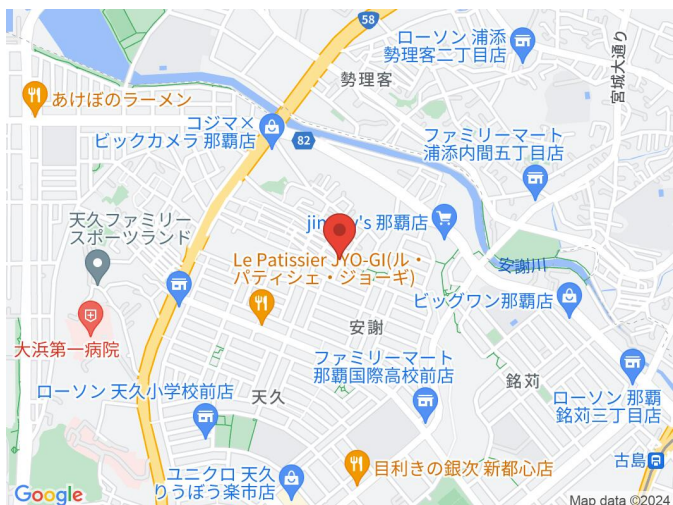 58
ローソン 浦添
勢理客二丁目店
宮城大通り
勢理客
あけぼのラーメン
コジマ×
ビックカメラ 那覇店
82
ファミリーマート
浦添内間五丁目店
天久ファミリー
スポーツランド
那覇店
Le Patissier JYO-GI(ル・
パティシェ・ジョーギ)
安謝川
ビッグワン那覇店
大浜第一病院
安謝
ファミリーマート
那覇国際高校前店
銘苅
ローソン 天久小学校前店
天久
ローソン 那覇
銘苅三丁目店
古島
目利きの銀次 新都心店
ユニクロ 天久
りうぼう楽市店
Google
Map data ©2024